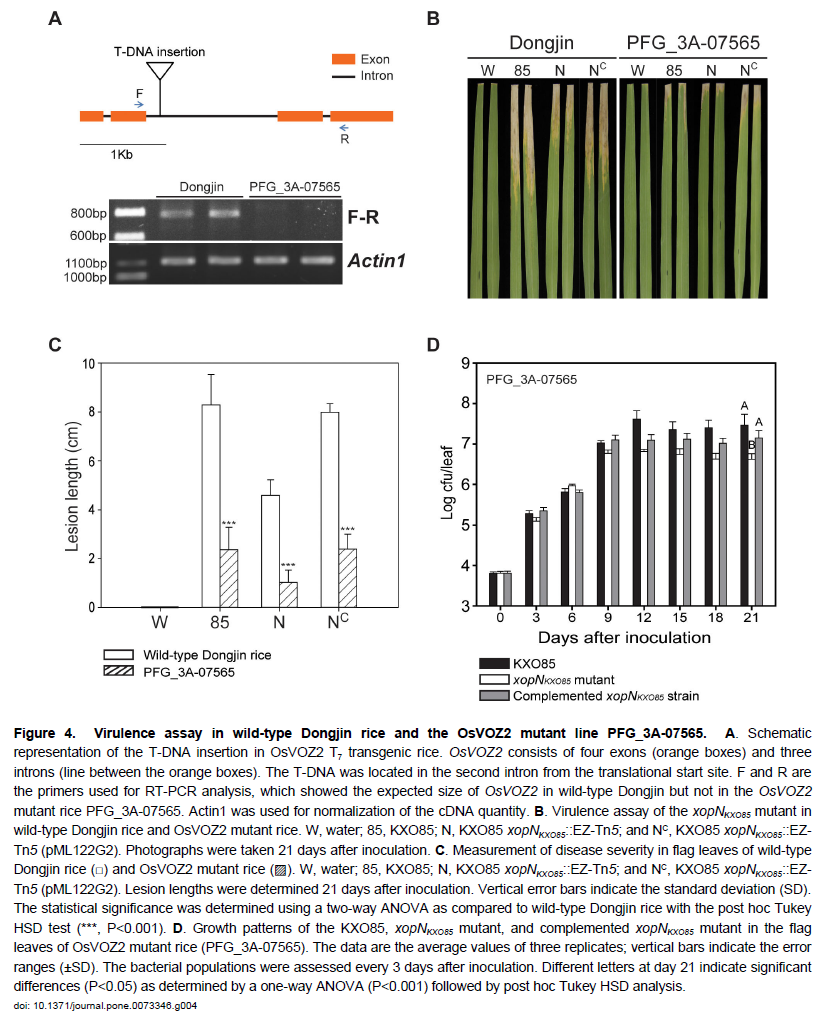 A
T-DNA insertion
Exon
Intron
F
R
1Kb
Dongjin PFG_3A-07565
800bp
600bp
F-R
1100bp
1000bp
Actin1
B
Dongjin PFG_3A-07565
W 85 N Nᶜ W 85 N Nᶜ
C
Lesion length (cm)
10
8
6
4
2
0
*** *** ***
W 85 N Nᶜ
Wild-type Dongjin rice
PFG_3A-07565
D
PFG_3A-07565
Log cfu/leaf
9
8
7
6
5
4
3
A B A
0 3 6 9 12 15 18 21
Days after inoculation
KXO85
xopN_KXO85 mutant
Complemented xopN_KXO85 strain
Figure 4. Virulence assay in wild-type Dongjin rice and the OsVOZ2 mutant line PFG_3A-07565. A. Schematic
representation of the T-DNA insertion in OsVOZ2 T₇ transgenic rice. OsVOZ2 consists of four exons (orange boxes) and three
introns (line between the orange boxes). The T-DNA was located in the second intron from the translational start site. F and R are
the primers used for RT-PCR analysis, which showed the expected size of OsVOZ2 in wild-type Dongjin but not in the OsVOZ2
mutant rice PFG_3A-07565. Actin1 was used for normalization of the cDNA quantity. B. Virulence assay of the xopN_KXO85 mutant in
wild-type Dongjin rice and OsVOZ2 mutant rice. W, water; 85, KXO85; N, KXO85 xopN_KXO85::EZ-Tn5; and Nᶜ, KXO85 xopN_KXO85::EZ-
Tn5 (pML122G2). Photographs were taken 21 days after inoculation. C. Measurement of disease severity in flag leaves of wild-type
Dongjin rice (□) and OsVOZ2 mutant rice (▨). W, water; 85, KXO85; N, KXO85 xopN_KXO85::EZ-Tn5; and Nᶜ, KXO85 xopN_KXO85::EZ-
Tn5 (pML122G2). Lesion lengths were determined 21 days after inoculation. Vertical error bars indicate the standard deviation (SD).
The statistical significance was determined using a two-way ANOVA as compared to wild-type Dongjin rice with the post hoc Tukey
HSD test (***, P<0.001). D. Growth patterns of the KXO85, xopN_KXO85 mutant, and complemented xopN_KXO85 mutant in the flag
leaves of OsVOZ2 mutant rice (PFG_3A-07565). The data are the average values of three replicates; vertical bars indicate the error
ranges (±SD). The bacterial populations were assessed every 3 days after inoculation. Different letters at day 21 indicate significant
differences (P<0.05) as determined by a one-way ANOVA (P<0.001) followed by post hoc Tukey HSD analysis.
doi: 10.1371/journal.pone.0073346.g004